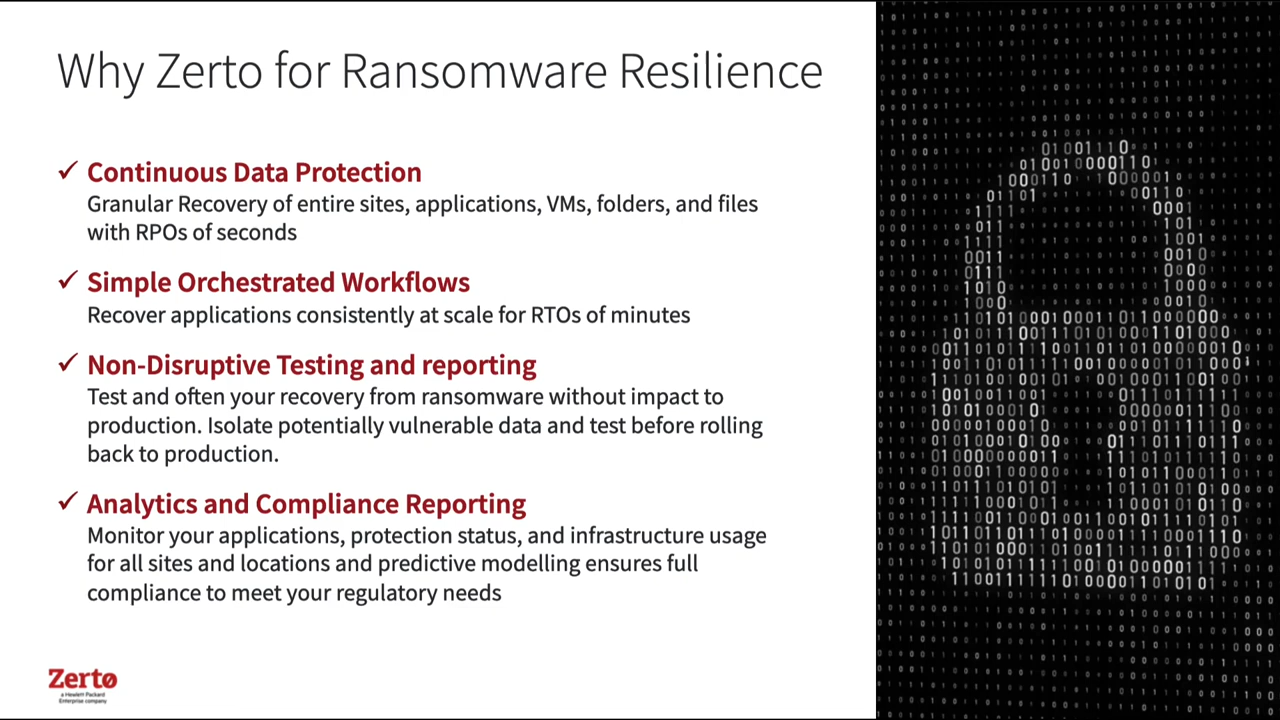 Why Zerto for Ransomware Resilience
✓ Continuous Data Protection
Granular Recovery of entire sites, applications, VMs, folders, and files
with RPOs of seconds
✓ Simple Orchestrated Workflows
Recover applications consistently at scale for RTOs of minutes
✓ Non-Disruptive Testing and reporting
Test and often your recovery from ransomware without impact to
production. Isolate potentially vulnerable data and test before rolling
back to production.
✓ Analytics and Compliance Reporting
Monitor your applications, protection status, and infrastructure usage
for all sites and locations and predictive modelling ensures full
compliance to meet your regulatory needs
Zerto
a Hewlett Packard
Enterprise company